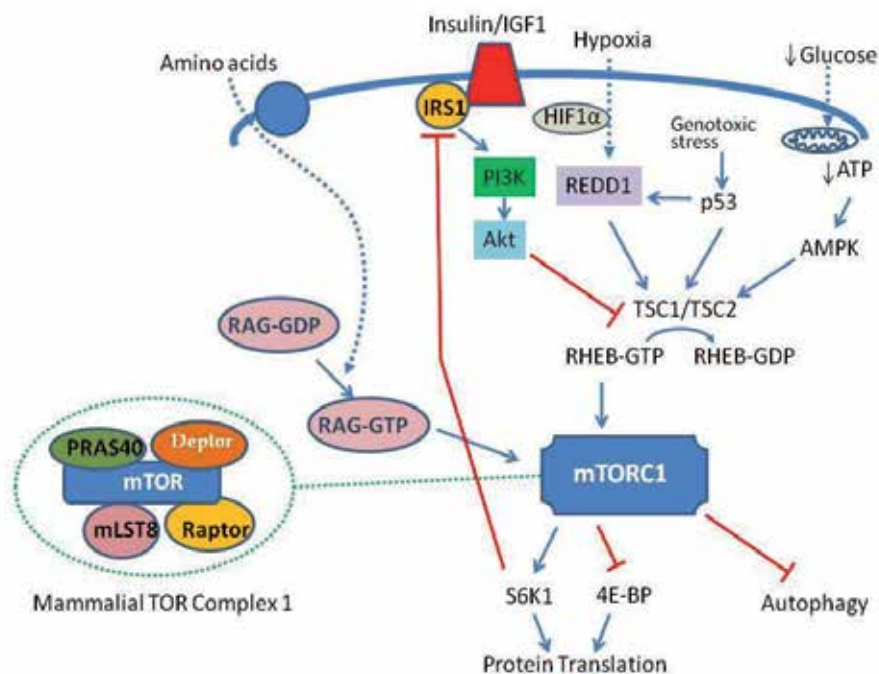 Insulin/IGF1
Hypoxia
↓Glucose
Amino acids
IRS1
HIF1α
Genotoxic
stress
↓ATP
PI3K
REDD1
p53
Akt
AMPK
TSC1/TSC2
RAG-GDP
RHEB-GTP
RHEB-GDP
RAG-GTP
PRAS40
Deptor
mTOR
mTORC1
mLST8
Raptor
S6K1
4E-BP
Autophagy
Mammalial TOR Complex 1
Protein Translation